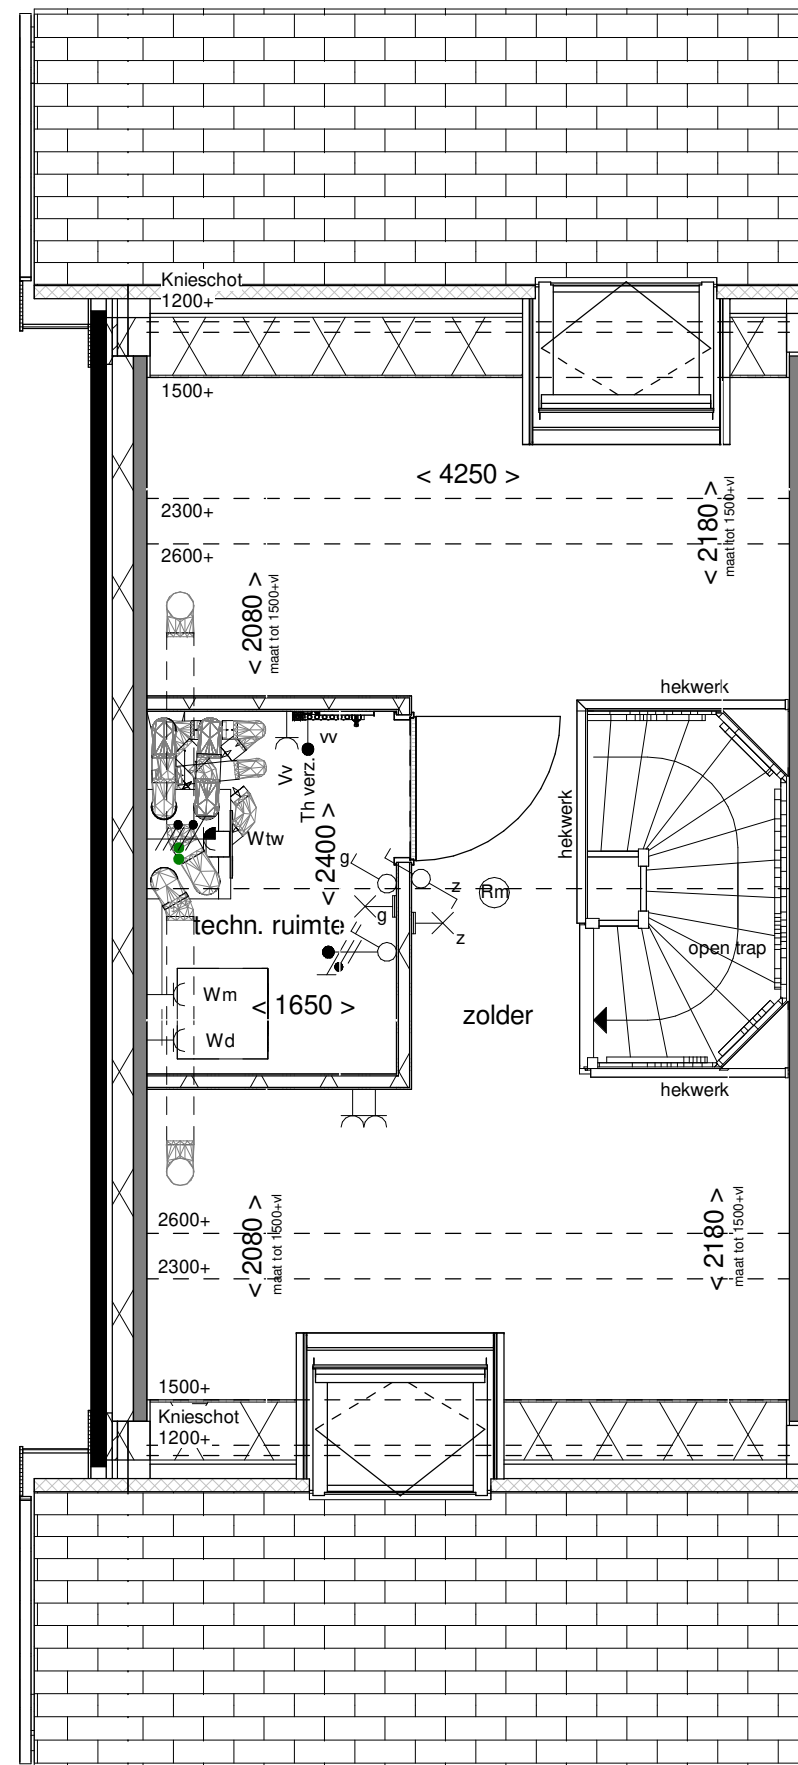 Knieschot
1200+
1500+
< 4250 >
2300+
< 2180 >
maat tot 1500+vl
2600+
< 2080 >
maat tot 1500+vl
hekwerk
vv
Vv
Th verz.
hekwerk
Wtw
< 2400 >
g
z
Rm
g
techn. ruimte
z
open trap
Wm
< 1650 >
zolder
Wd
hekwerk
2600+
< 2080 >
maat tot 1500+vl
< 2180 >
maat tot 1500+vl
2300+
1500+
Knieschot
1200+